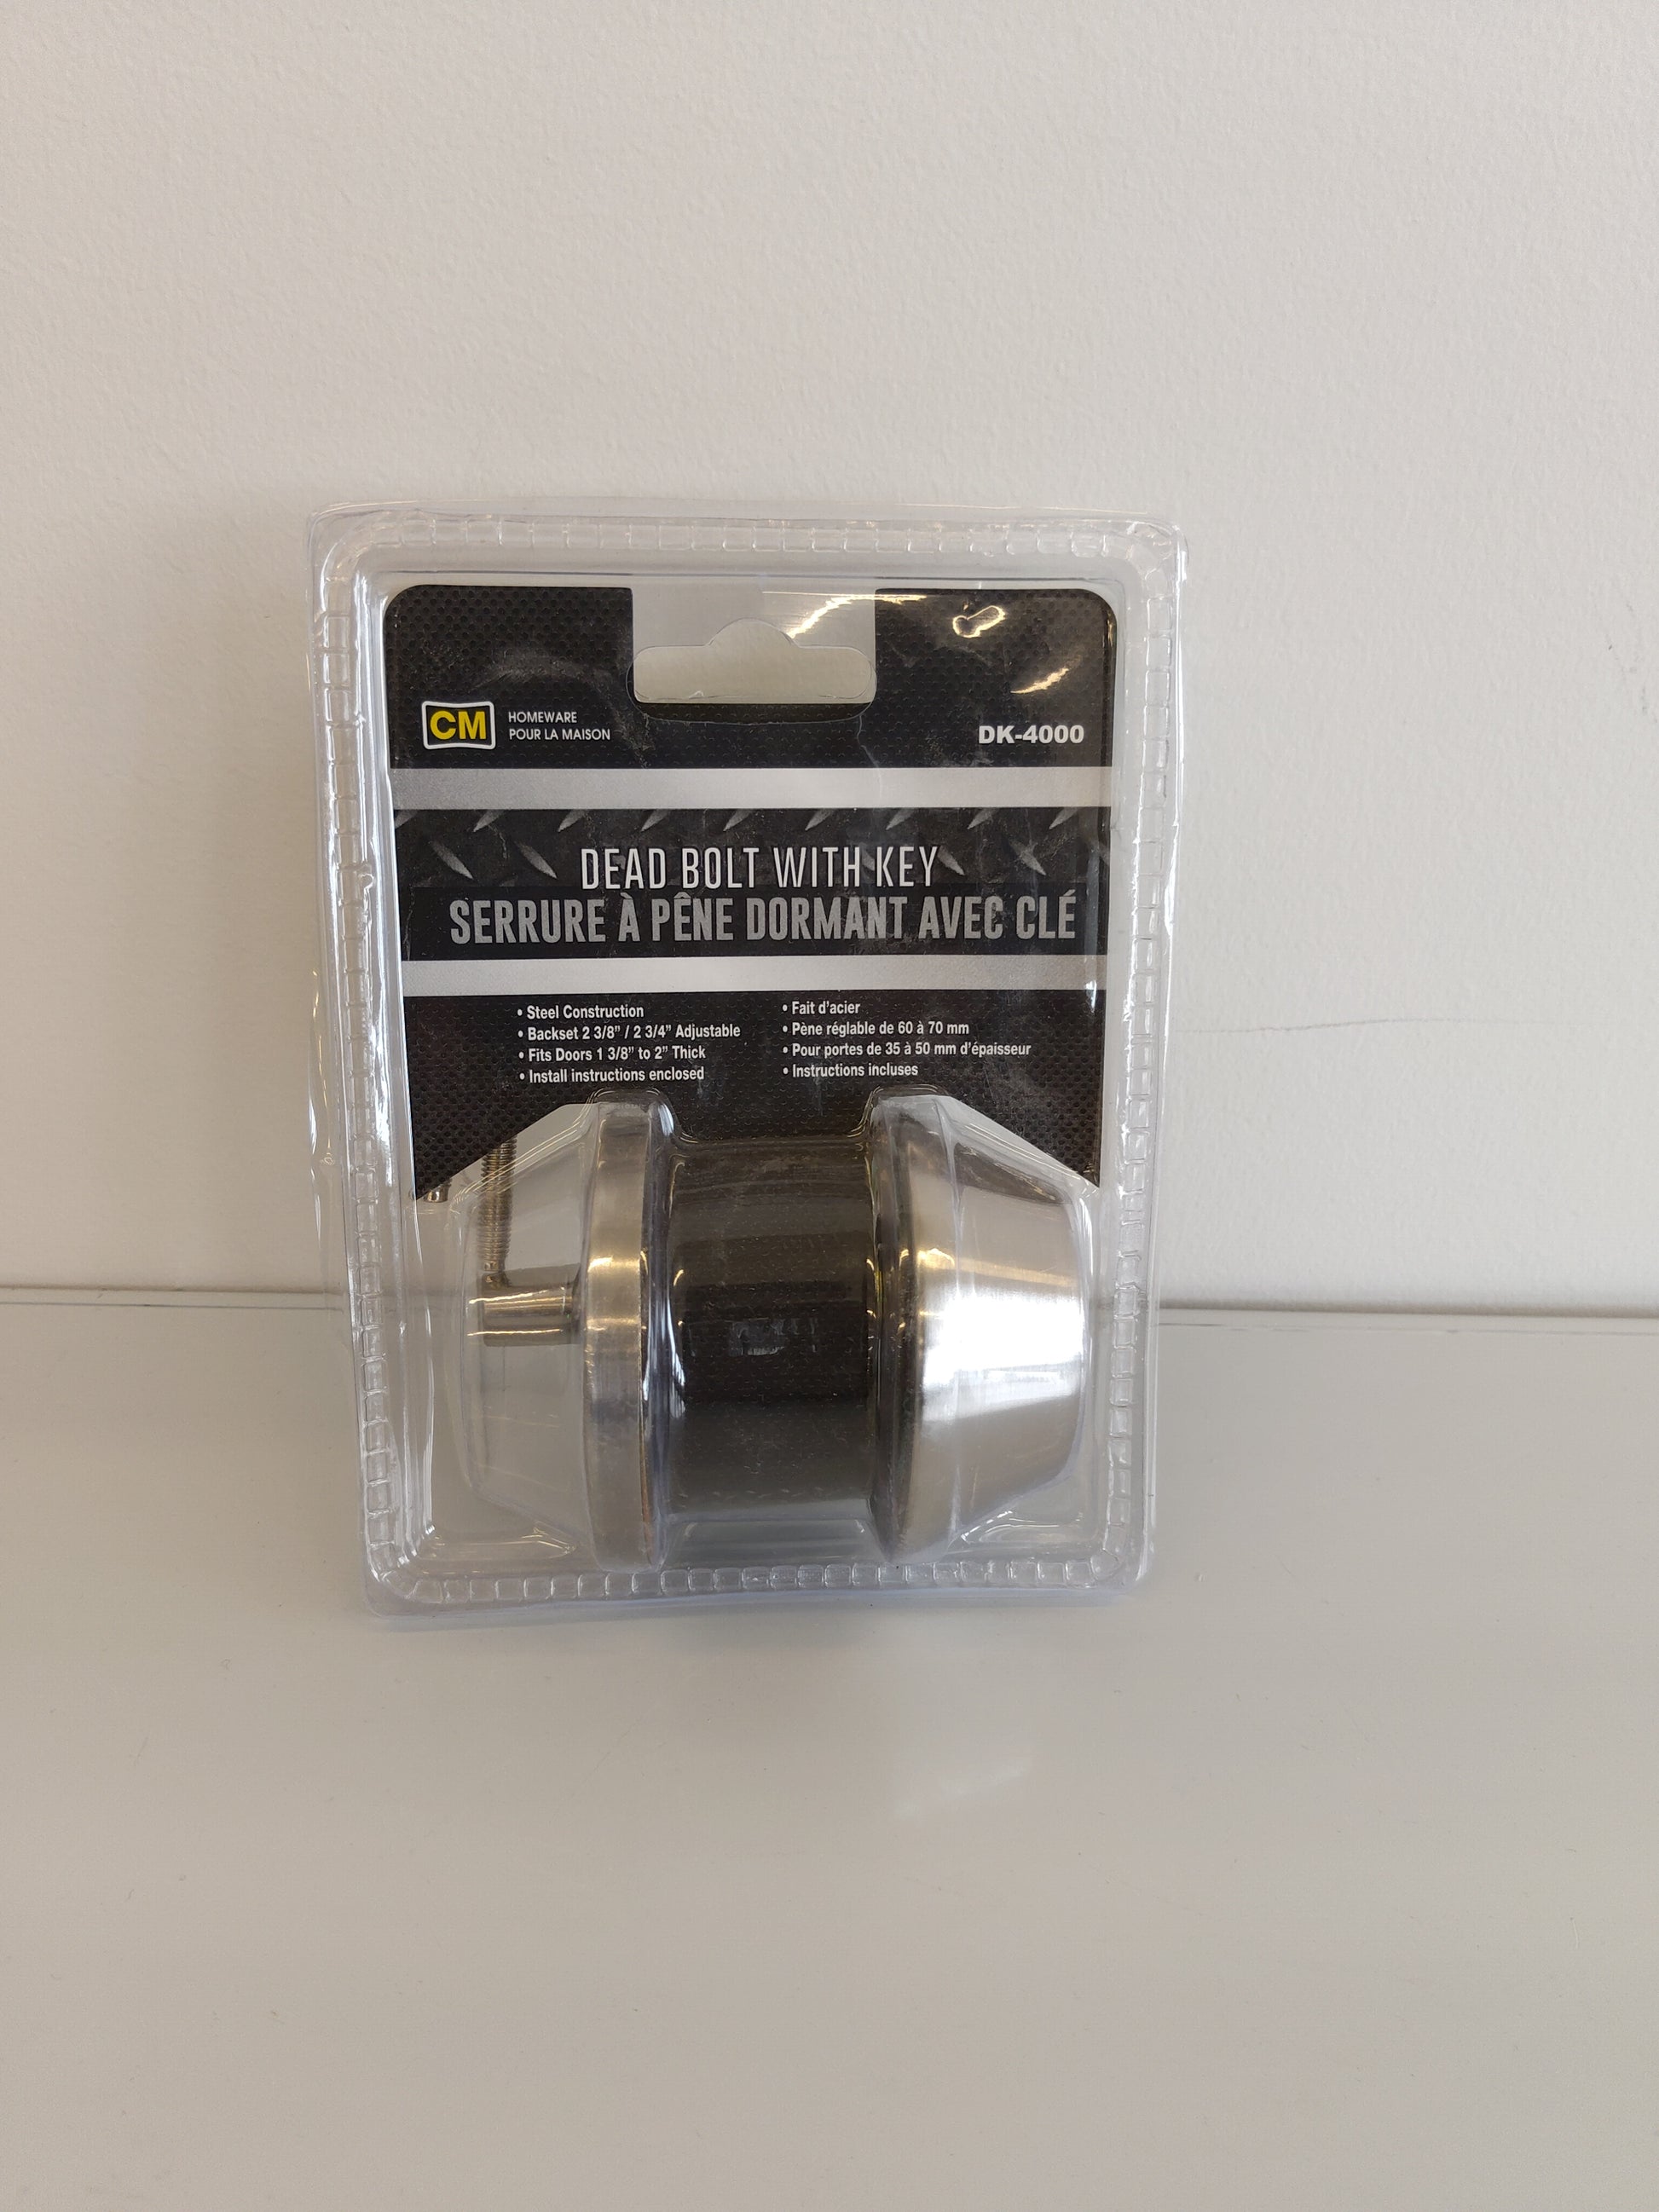 CM
HOMEWARE
POUR LA MAISON
DK-4000
DEAD BOLT WITH KEY
SERRURE À PÊNE DORMANT AVEC CLÉ
• Steel Construction
• Backset 2 3/8” / 2 3/4” Adjustable
• Fits Doors 1 3/8” to 2” Thick
• Install instructions enclosed
• Fait d’acier
• Pène réglable de 60 à 70 mm
• Pour portes de 35 à 50 mm d’épaisseur
• Instructions incluses